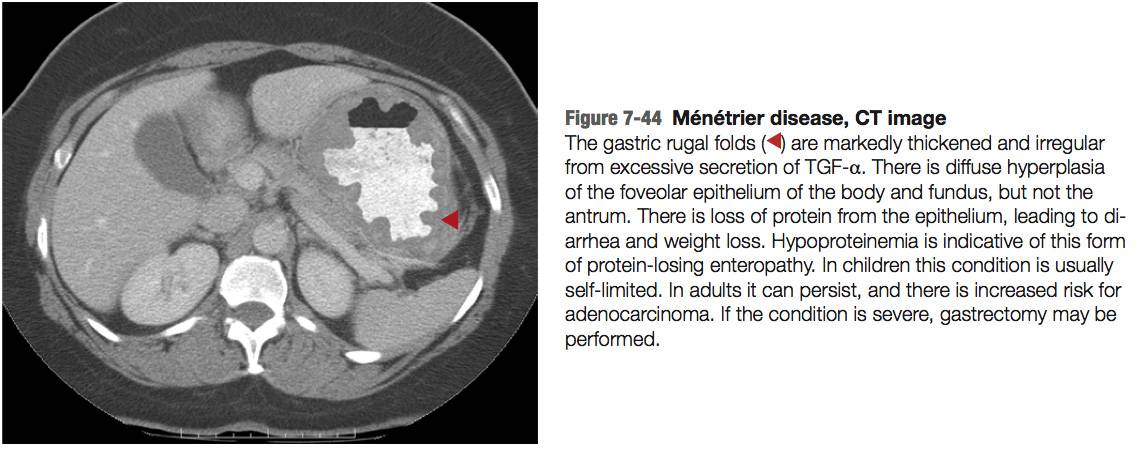 Figure 7-44 Ménétrier disease, CT image
The gastric rugal folds (◀) are markedly thickened and irregular
from excessive secretion of TGF-α. There is diffuse hyperplasia
of the foveolar epithelium of the body and fundus, but not the
antrum. There is loss of protein from the epithelium, leading to di-
arrhea and weight loss. Hypoproteinemia is indicative of this form
of protein-losing enteropathy. In children this condition is usually
self-limited. In adults it can persist, and there is increased risk for
adenocarcinoma. If the condition is severe, gastrectomy may be
performed.